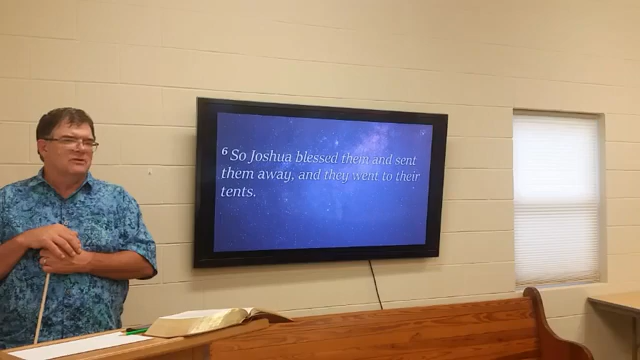 6 So Joshua blessed them and sent
them away, and they went to their
tents.